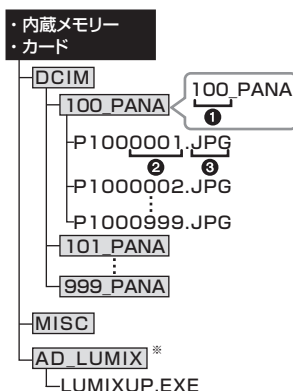 ・内蔵メモリー
・カード
DCIM
100_PANA
100_PANA
❶
P1000001.JPG
❷ ❸
P1000002.JPG
P1000999.JPG
101_PANA
999_PANA
MISC
AD_LUMIX ※
LUMIXUP.EXE